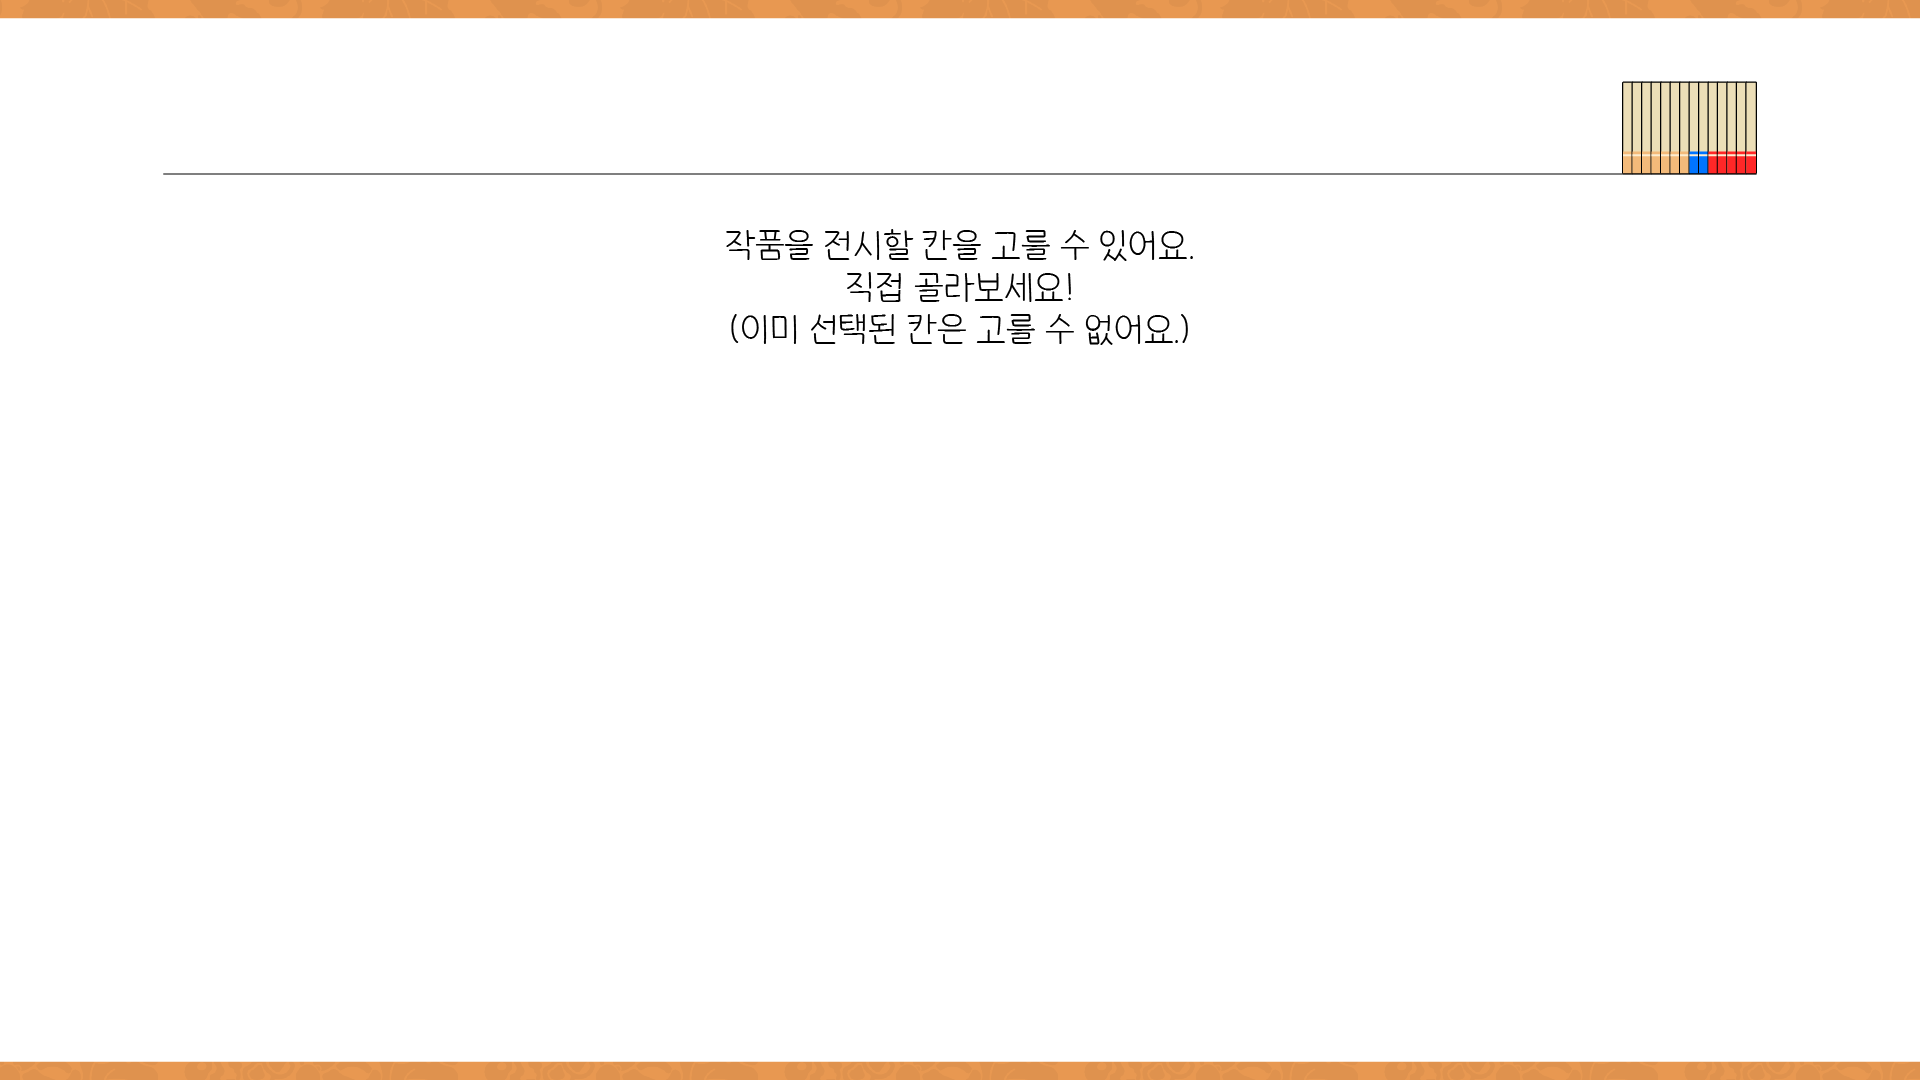 작품을 전시할 칸을 고를 수 있어요.
직접 골라보세요!
(이미 선택된 칸은 고를 수 없어요.)